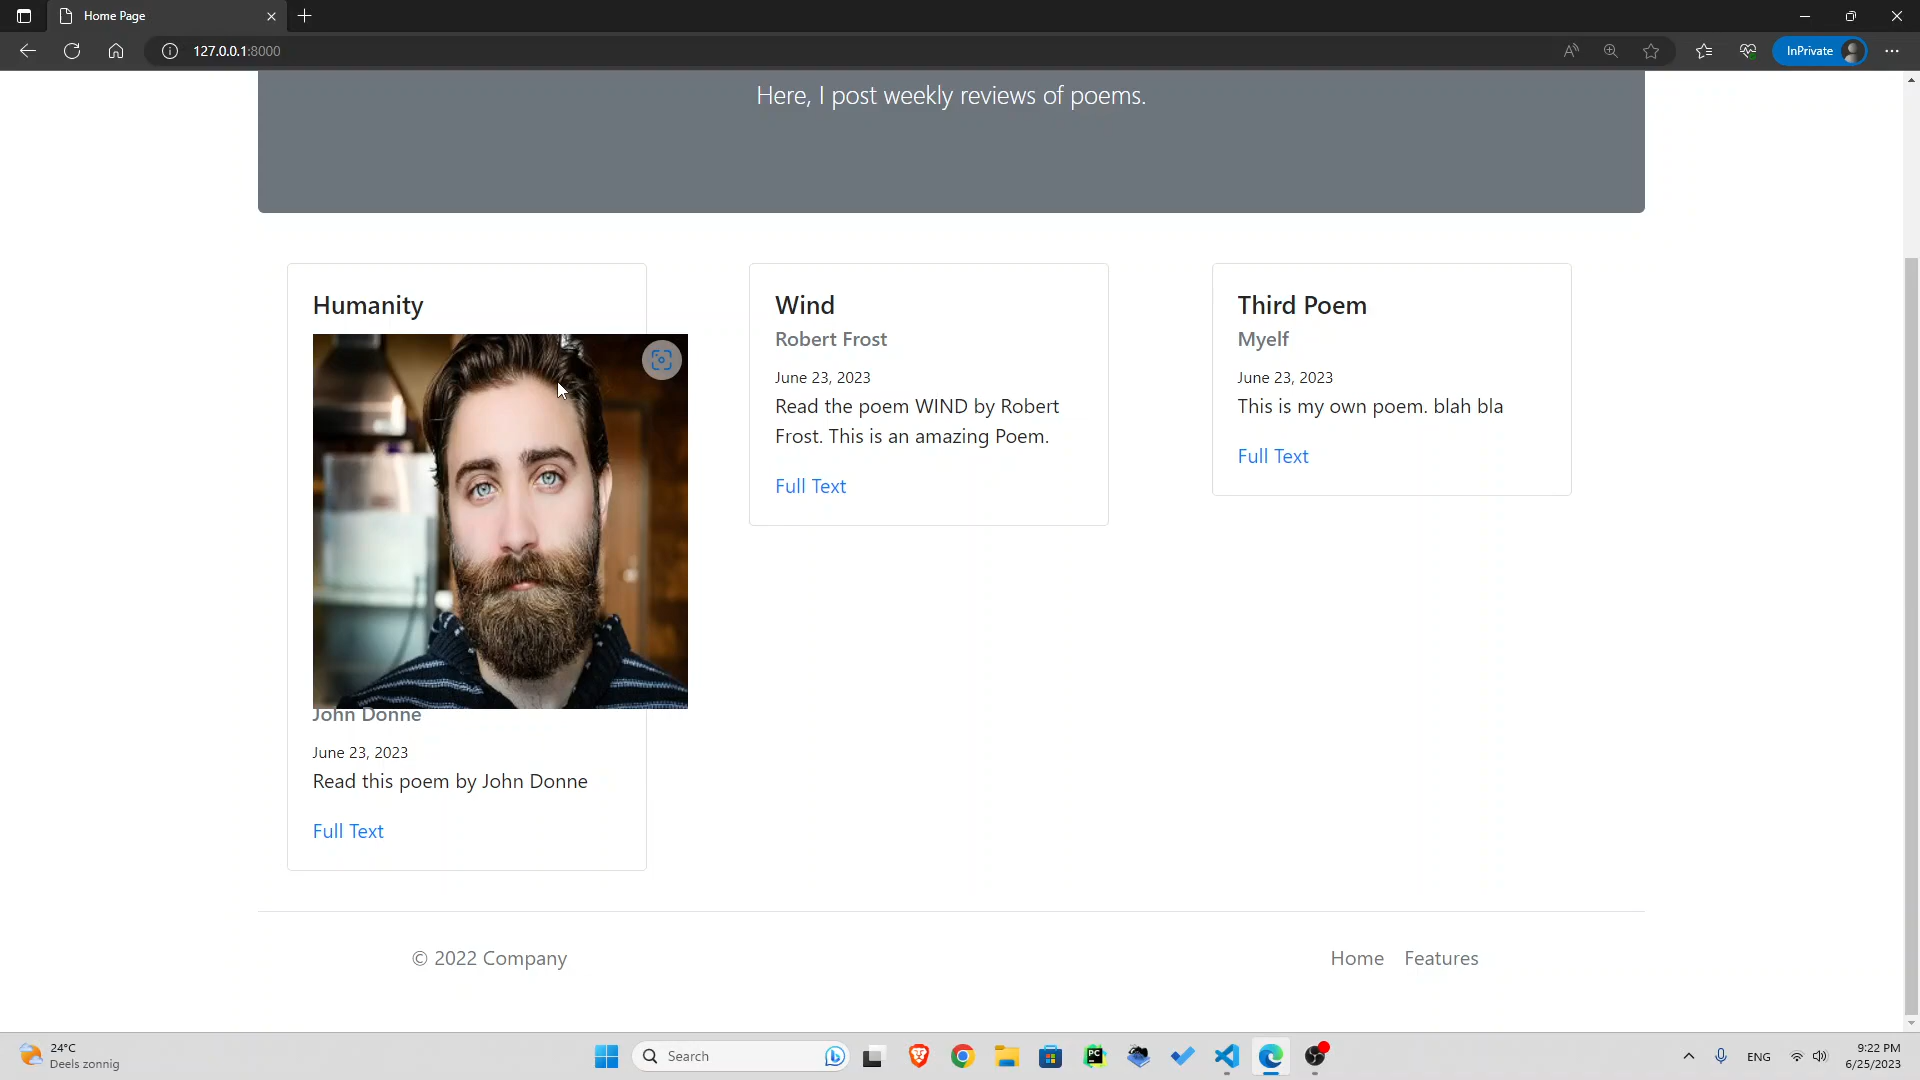 Home Page
127.0.0.1:8000
InPrivate
Here, I post weekly reviews of poems.
Humanity
John Donne
June 23, 2023
Read this poem by John Donne
Full Text
Wind
Robert Frost
June 23, 2023
Read the poem WIND by Robert
Frost. This is an amazing Poem.
Full Text
Third Poem
Myelf
June 23, 2023
This is my own poem. blah bla
Full Text
© 2022 Company
Home Features
24°C
Deels zonnig
Search
PC
ENG
9:22 PM
6/25/2023